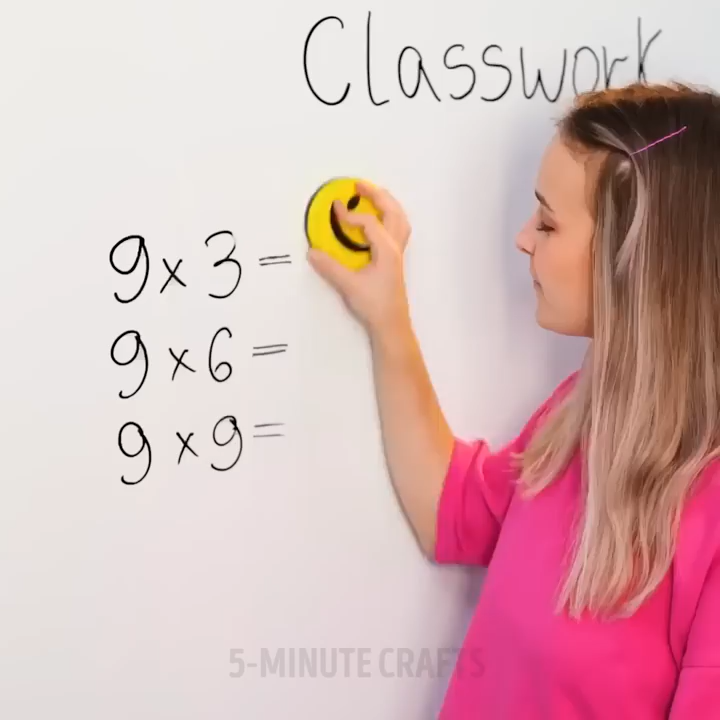 Classwork
9 x 3 =
9 x 6 =
9 x 9 =
5-MINUTE CRAFTS